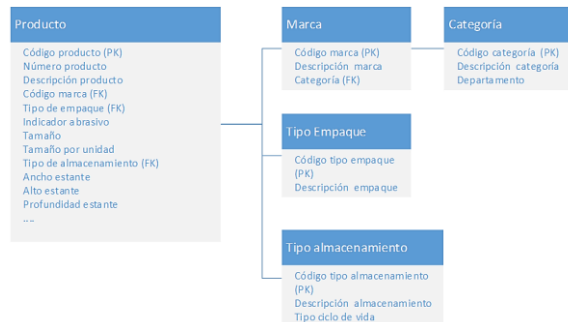 Producto
Código producto (PK)
Número producto
Descripción producto
Código marca (FK)
Tipo de empaque (FK)
Indicador abrasivo
Tamaño
Tamaño por unidad
Tipo de almacenamiento (FK)
Ancho estante
Alto estante
Profundidad estante
....
Marca
Código marca (PK)
Descripción marca
Categoría (FK)
Categoría
Código categoría (PK)
Descripción categoría
Departamento
Tipo Empaque
Código tipo empaque
(PK)
Descripción empaque
Tipo almacenamiento
Código tipo almacenamiento
(PK)
Descripción almacenamiento
Tipo ciclo de vida